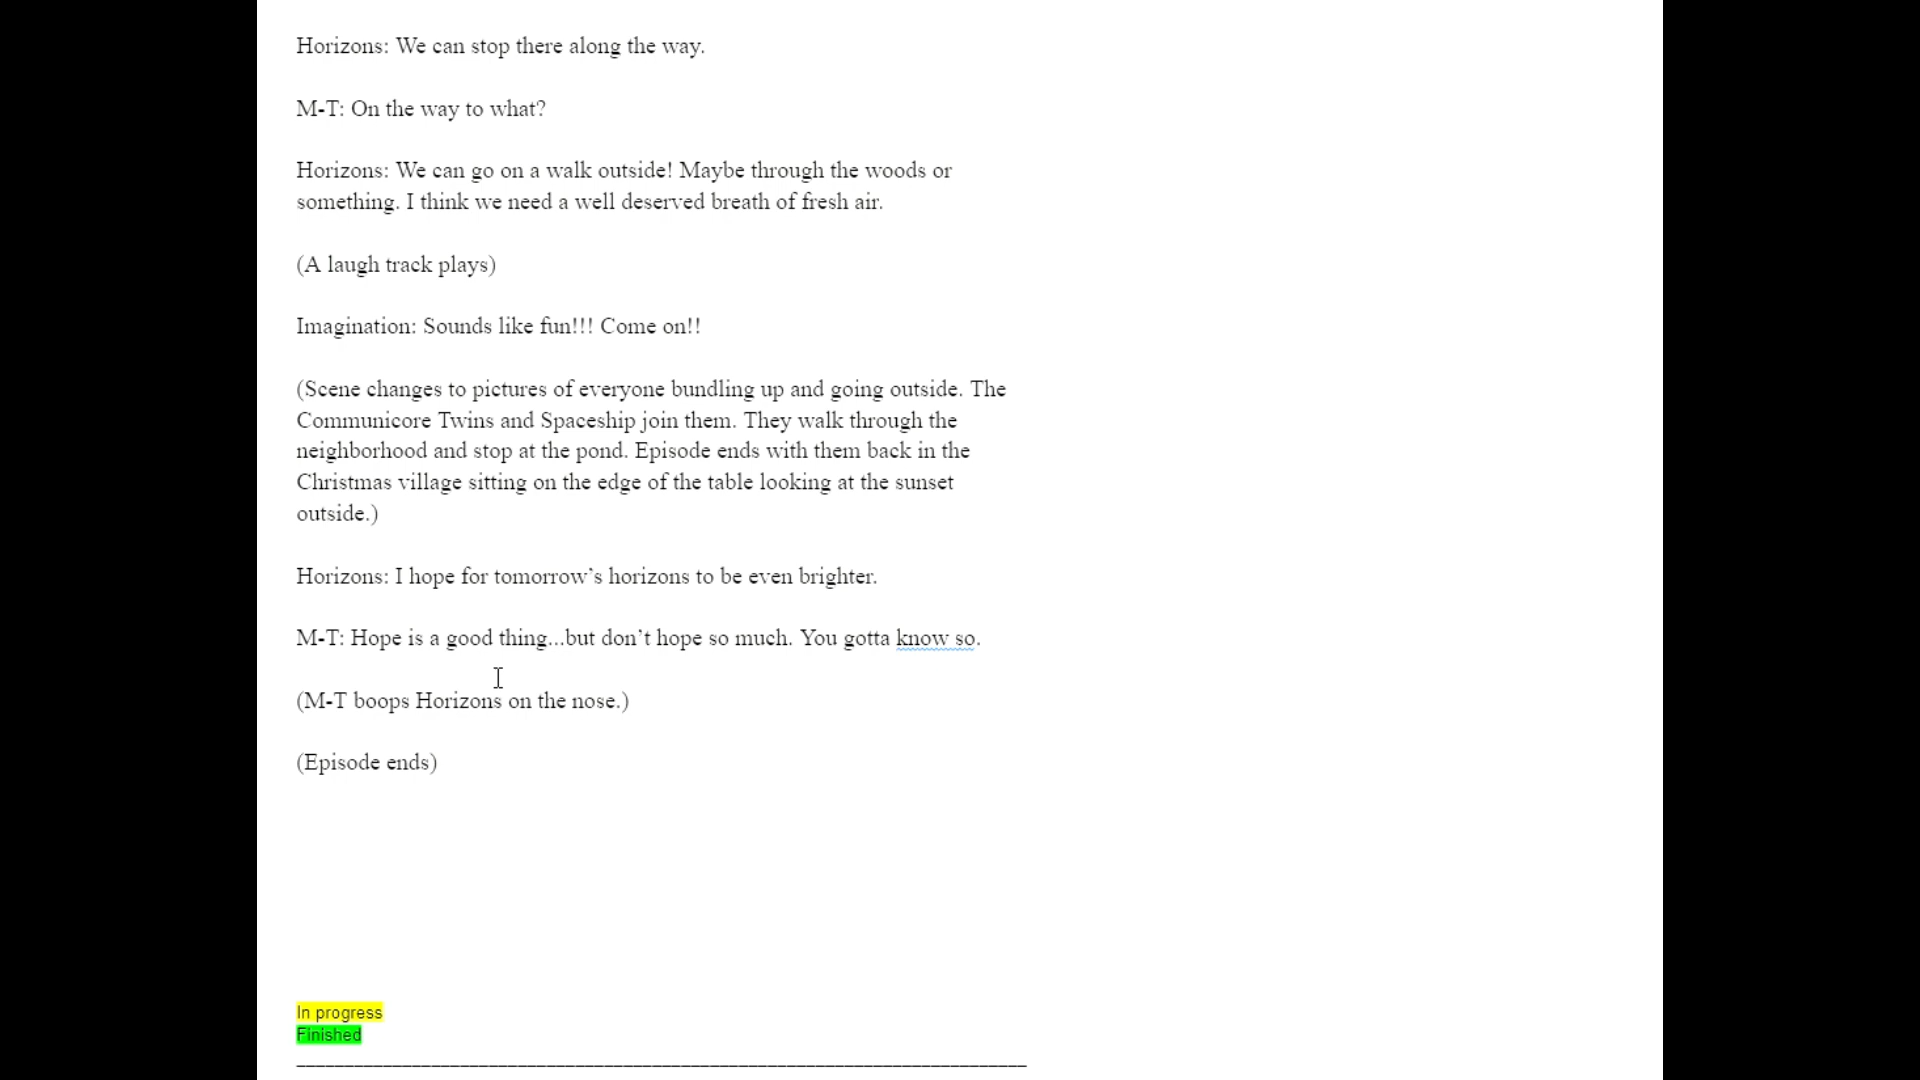 Horizons: We can stop there along the way.
M-T: On the way to what?
Horizons: We can go on a walk outside! Maybe through the woods or
something. I think we need a well deserved breath of fresh air.
(A laugh track plays)
Imagination: Sounds like fun!!! Come on!!
(Scene changes to pictures of everyone bundling up and going outside. The
Communicore Twins and Spaceship join them. They walk through the
neighborhood and stop at the pond. Episode ends with them back in the
Christmas village sitting on the edge of the table looking at the sunset
outside.)
Horizons: I hope for tomorrow’s horizons to be even brighter.
M-T: Hope is a good thing...but don’t hope so much. You gotta know so.
(M-T boops Horizons on the nose.)
(Episode ends)
In progress
Finished